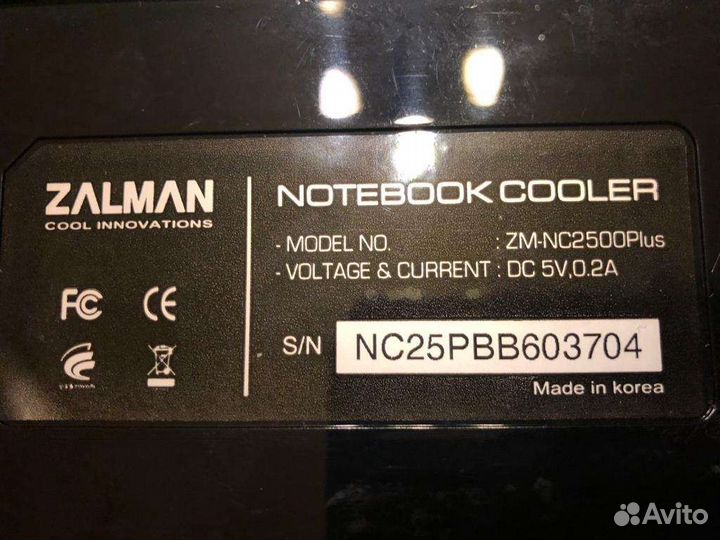 ZALMAN
COOL INNOVATIONS
FC CE
NOTEBOOK COOLER
- MODEL NO. : ZM-NC2500Plus
- VOLTAGE & CURRENT : DC 5V,0.2A
S/N NC25PBB603704
Made in korea
Avito